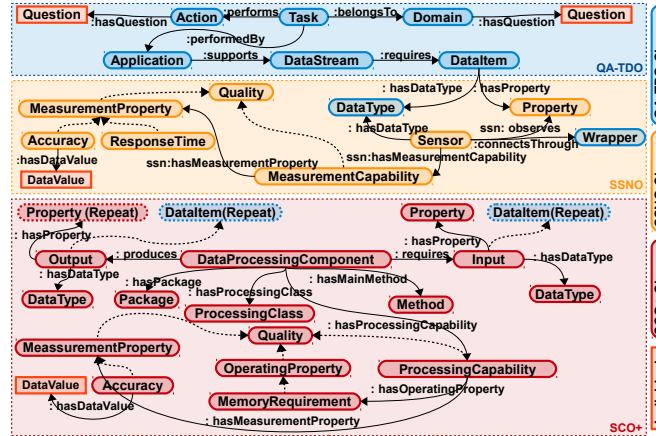 Question
:hasQuestion
Action
:performs
Task
:belongsTo
Domain
:hasQuestion
Question
:performedBy
Application
:supports
DataStream
:requires
DataItem
QA-TDO
: hasDataType
: hasProperty
Quality
MeasurementProperty
DataType
Property
: hasDataType
ssn: observes
Accuracy
ResponseTime
Sensor
:connectsThrough
Wrapper
:hasDataValue
ssn:hasMeasurementProperty
ssn:hasMeasurementCapability
DataValue
MeasurementCapability
SSNO
Property (Repeat)
DataItem(Repeat)
Property
DataItem(Repeat)
: hasProperty
: hasProperty
Output
: produces
DataProcessingComponent
: requires
Input
: hasDataType
: hasPackage
: hasMainMethod
: hasDataType
: hasProcessingClass
DataType
Package
Method
DataType
ProcessingClass
Quality
: hasProcessingCapability
MeassurementProperty
OperatingProperty
ProcessingCapability
DataValue
Accuracy
: hasOperatingProperty
: hasDataValue
MemoryRequirement
: hasMeasurementProperty
SCO+